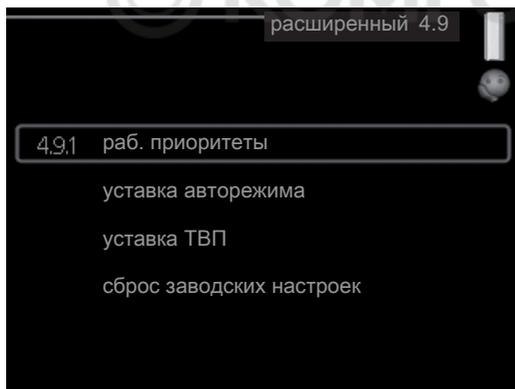 расширенный 4.9
4.9.1 раб. приоритеты
уставка авторежима
уставка ТВП
сброс заводских настроек